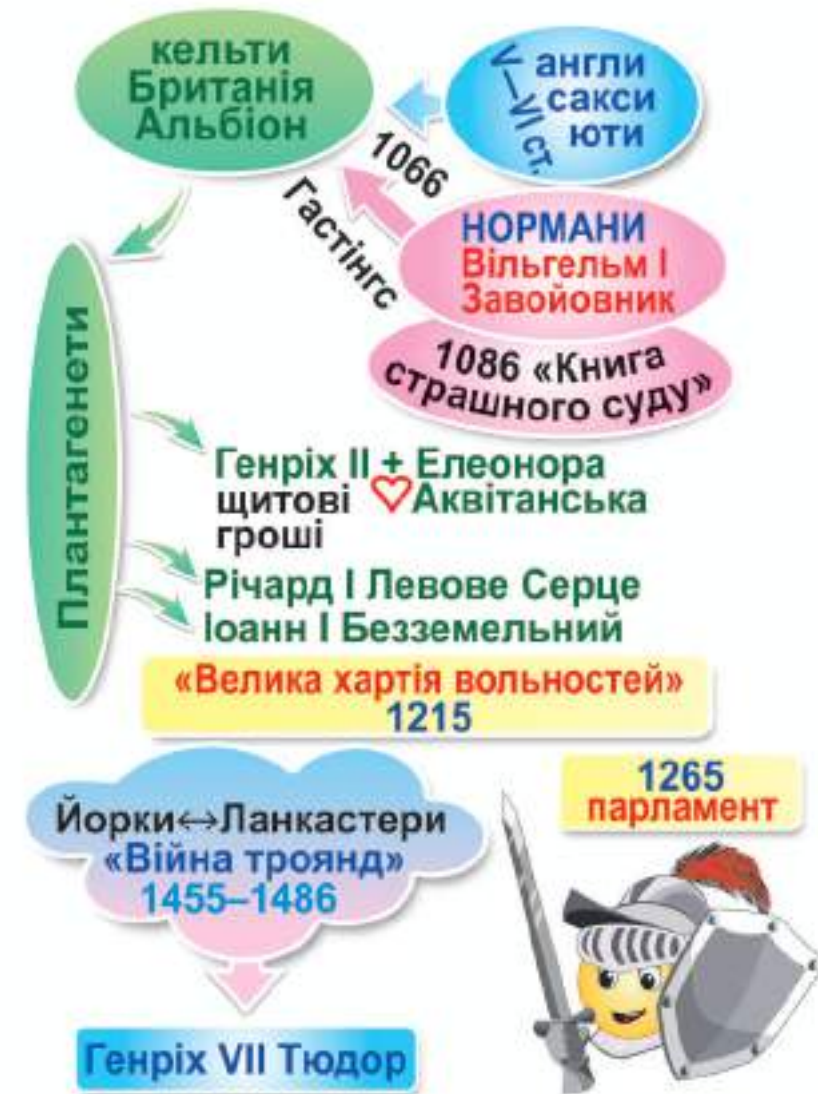 кельти
Британія
Альбіон
V–VI ст.
англи
сакси
юти
1066
Гастінгс
НОРМАНИ
Вільгельм І
Завойовник
1086 «Книга
страшного суду»
Плантагенети
Генріх ІІ + Елеонора
щитові Аквітанська
гроші
Річард І Левове Серце
Іоанн І Безземельний
«Велика хартія вольностей»
1215
1265
парламент
Йорки↔Ланкастери
«Війна троянд»
1455–1486
Генріх VII Тюдор